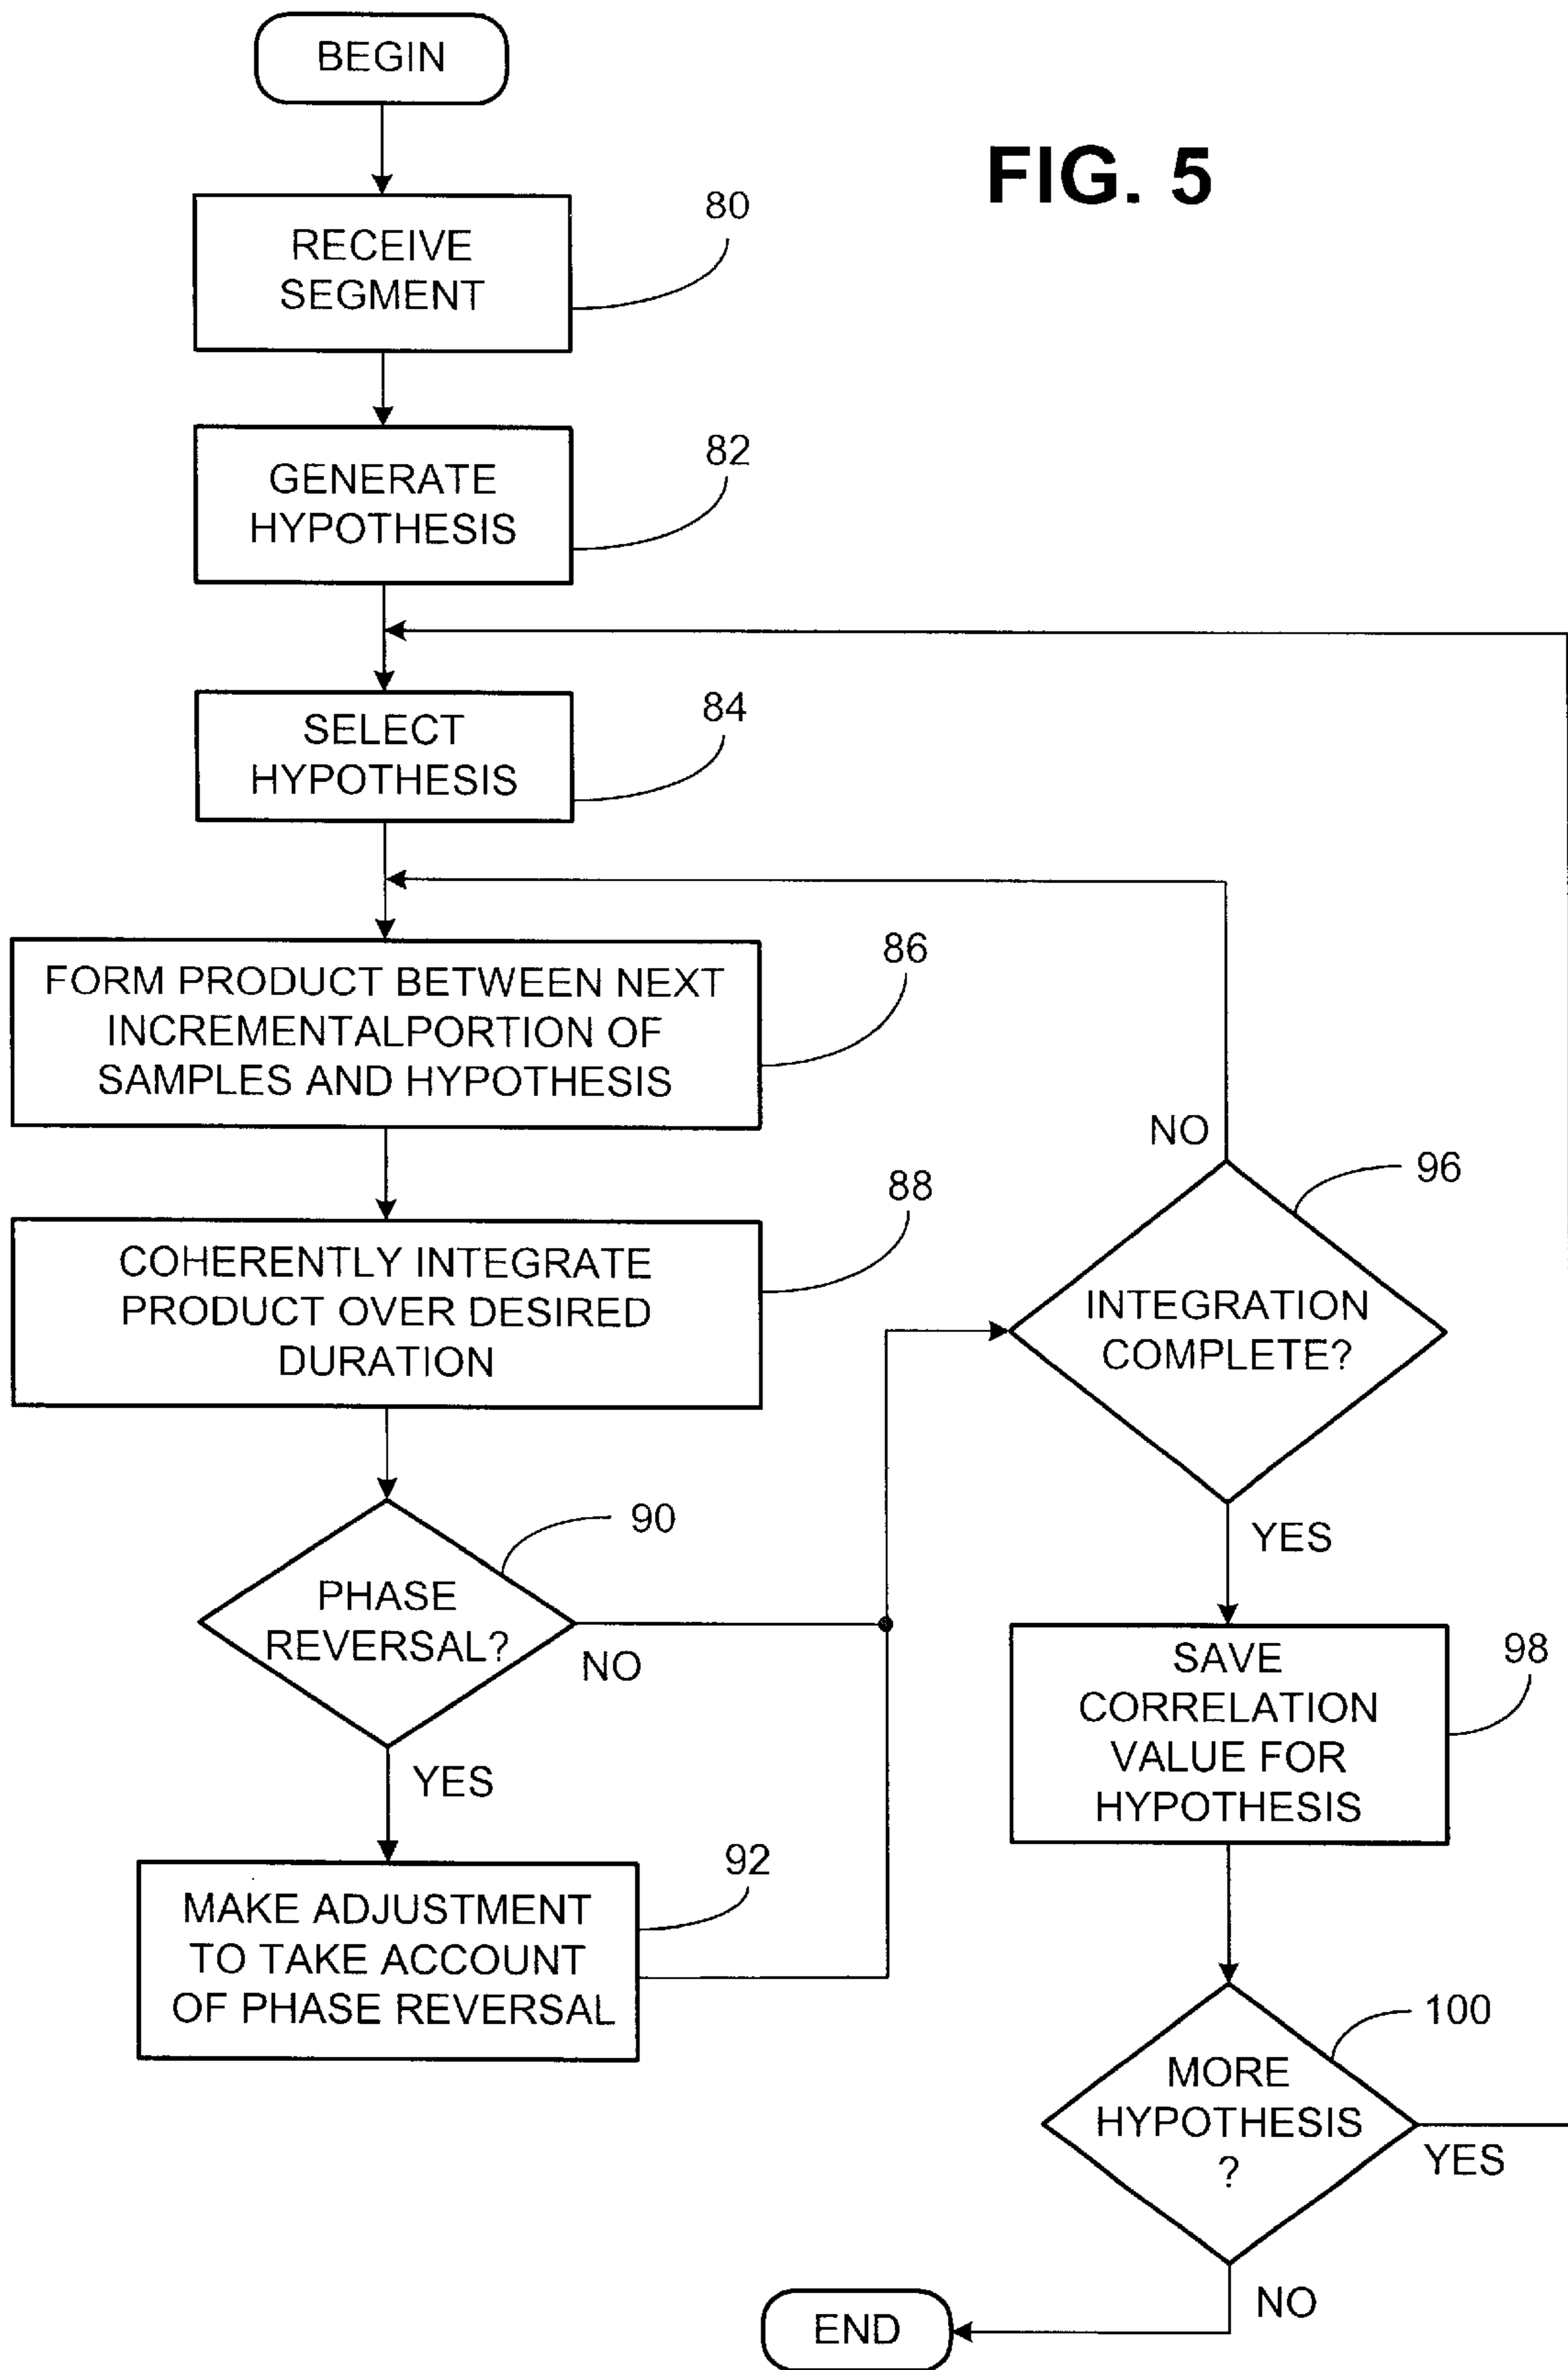 BEGIN
FIG. 5
80
RECEIVE
SEGMENT
82
GENERATE
HYPOTHESIS
84
SELECT
HYPOTHESIS
86
FORM PRODUCT BETWEEN NEXT
INCREMENTALPORTION OF
SAMPLES AND HYPOTHESIS
88
COHERENTLY INTEGRATE
PRODUCT OVER DESIRED
DURATION
90
PHASE
REVERSAL?
NO
YES
92
MAKE ADJUSTMENT
TO TAKE ACCOUNT
OF PHASE REVERSAL
NO
96
INTEGRATION
COMPLETE?
YES
98
SAVE
CORRELATION
VALUE FOR
HYPOTHESIS
100
MORE
HYPOTHESIS
?
YES
NO
END